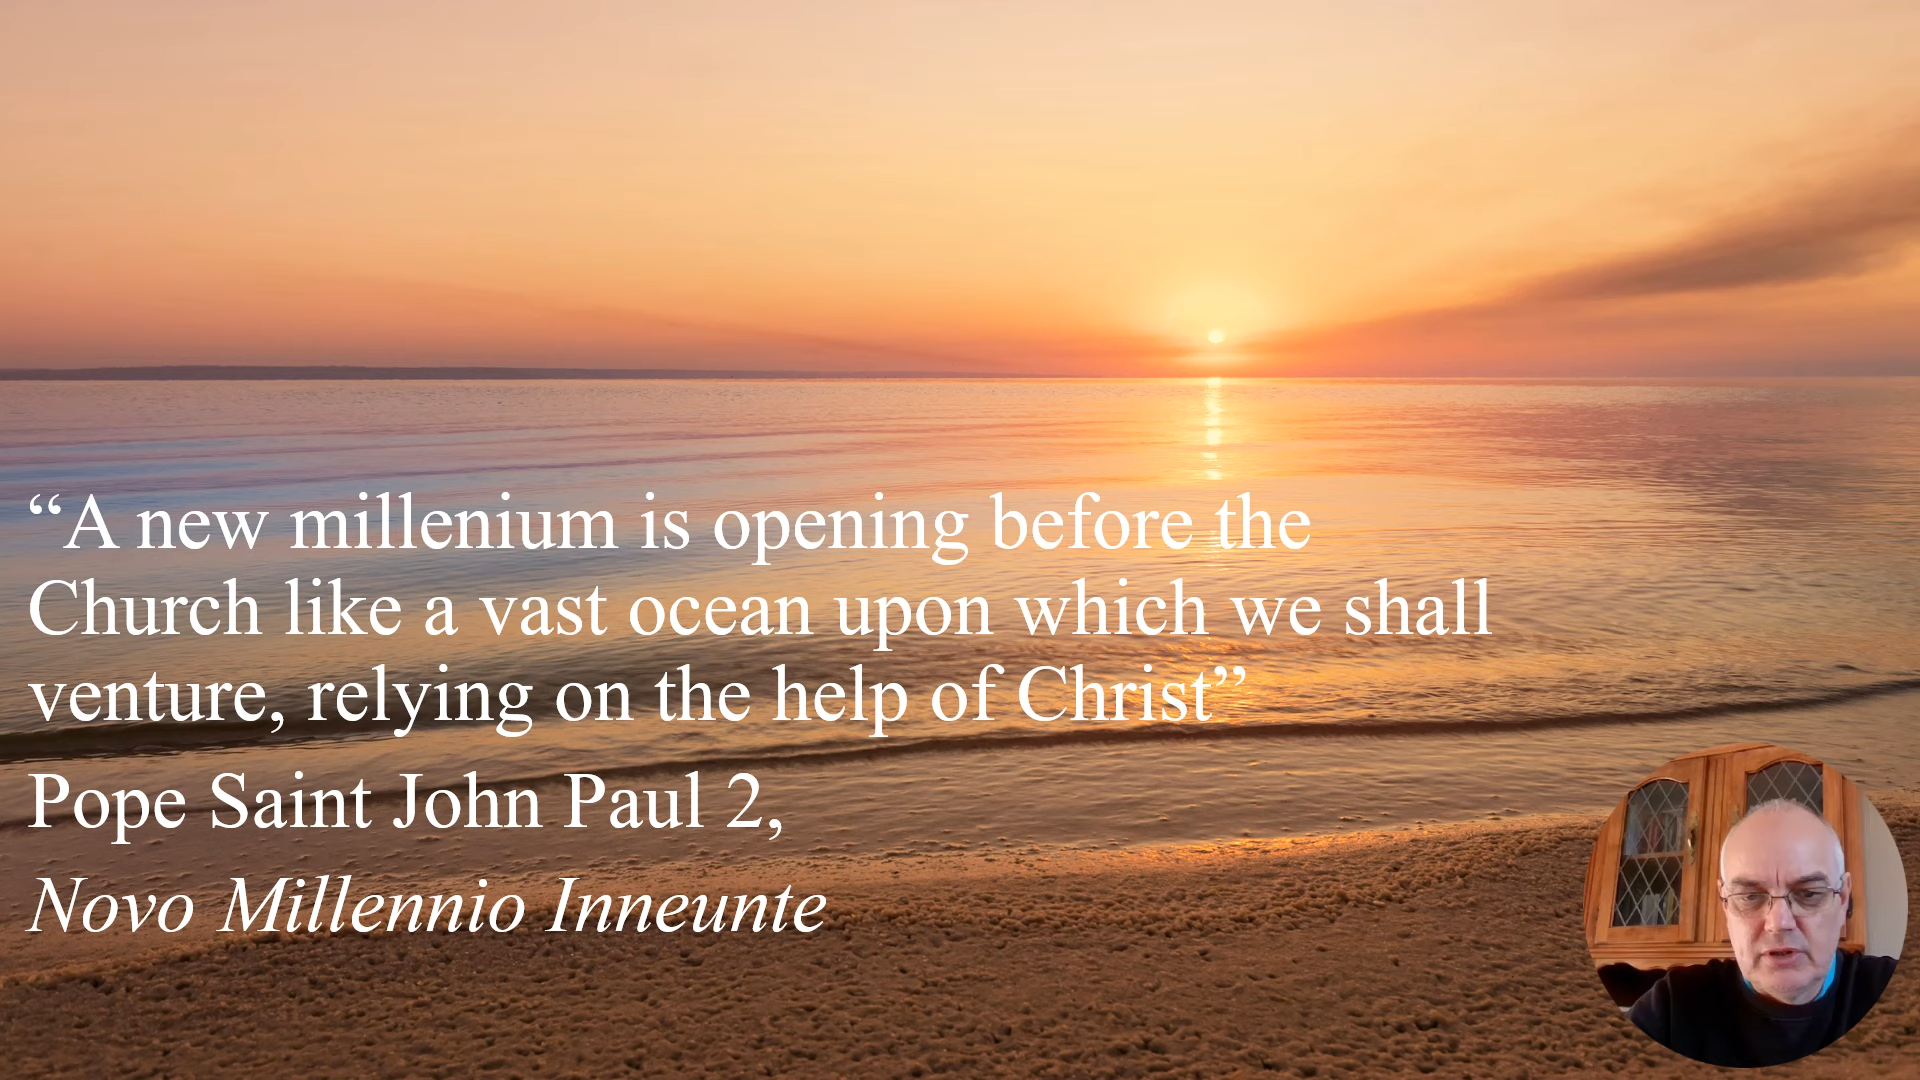 “A new millenium is opening before the
Church like a vast ocean upon which we shall
venture, relying on the help of Christ”
Pope Saint John Paul 2,
Novo Millennio Inneunte